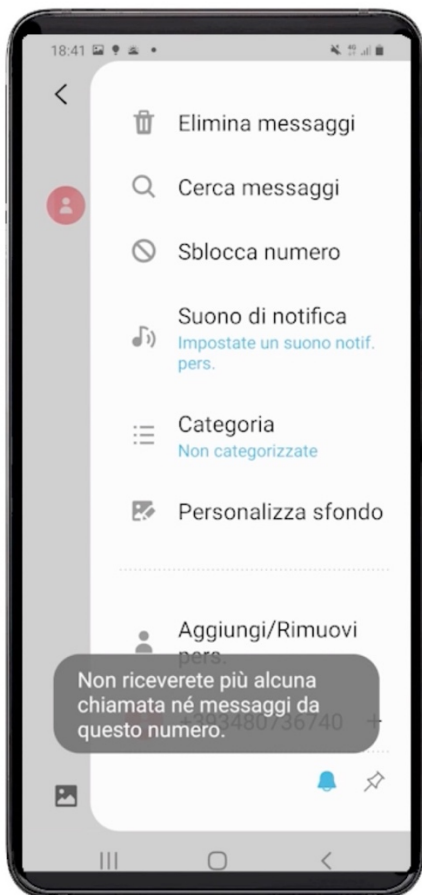 18:41
Elimina messaggi
Cerca messaggi
Sblocca numero
Suono di notifica
Impostate un suono notif.
pers.
Categoria
Non categorizzate
Personalizza sfondo
Aggiungi/Rimuovi
pers.
Non riceverete più alcuna
chiamata né messaggi da
questo numero.
+393480736740 +